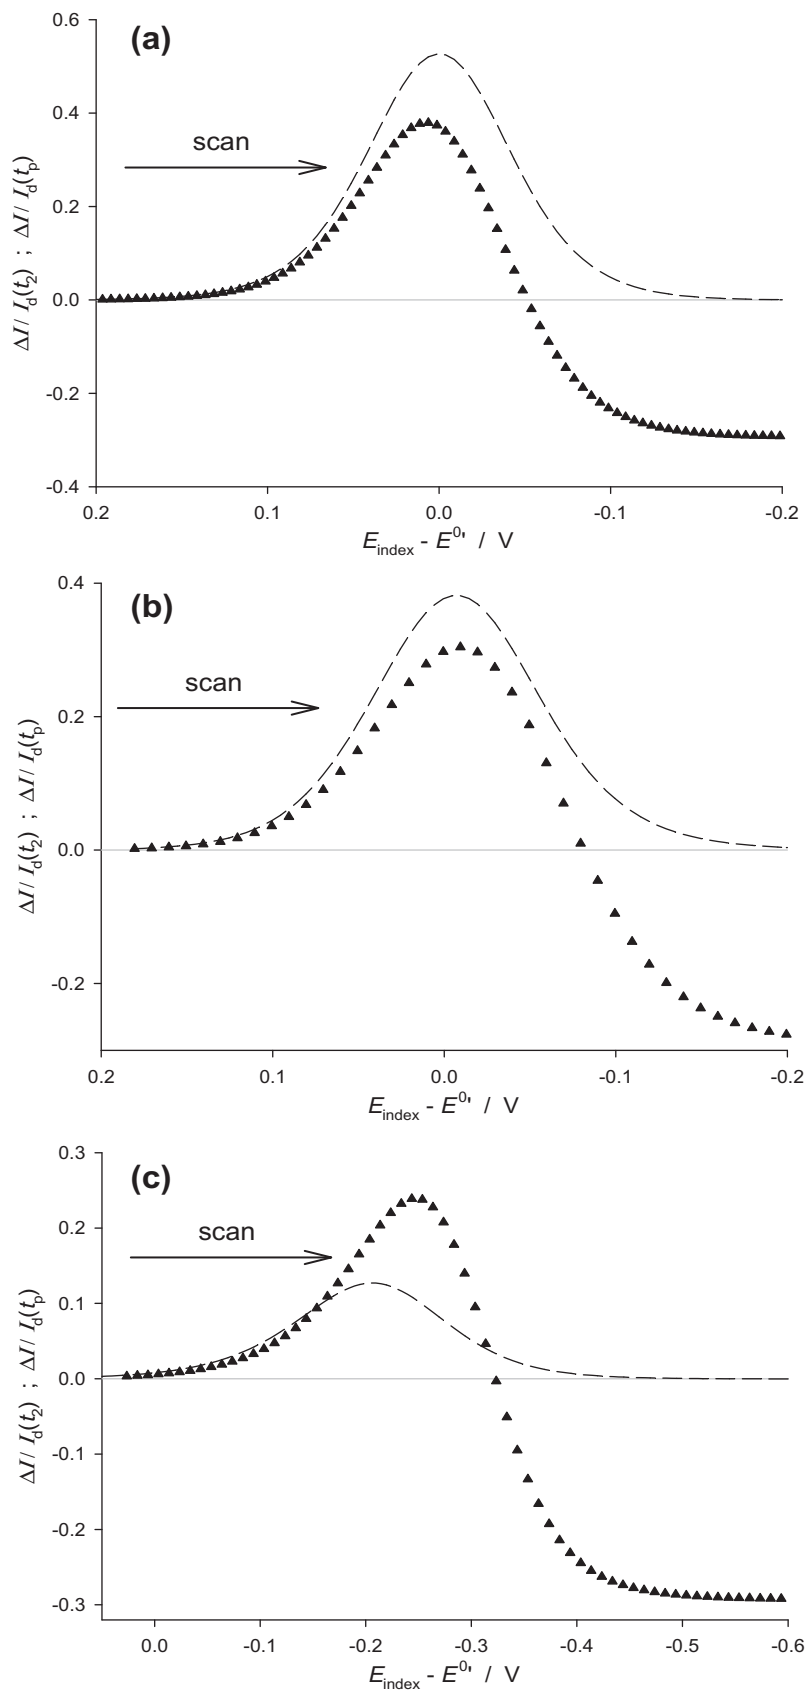 (a)
scan
ΔI / I_d(t_2) ; ΔI / I_d(t_p)
0.6
0.4
0.2
0.0
-0.2
-0.4
0.2 0.1 0.0 -0.1 -0.2
E_index - E^0' / V
(b)
scan
ΔI / I_d(t_2) ; ΔI / I_d(t_p)
0.4
0.2
0.0
-0.2
0.2 0.1 0.0 -0.1 -0.2
E_index - E^0' / V
(c)
scan
ΔI / I_d(t_2) ; ΔI / I_d(t_p)
0.3
0.2
0.1
0.0
-0.1
-0.2
-0.3
0.0 -0.1 -0.2 -0.3 -0.4 -0.5 -0.6
E_index - E^0' / V